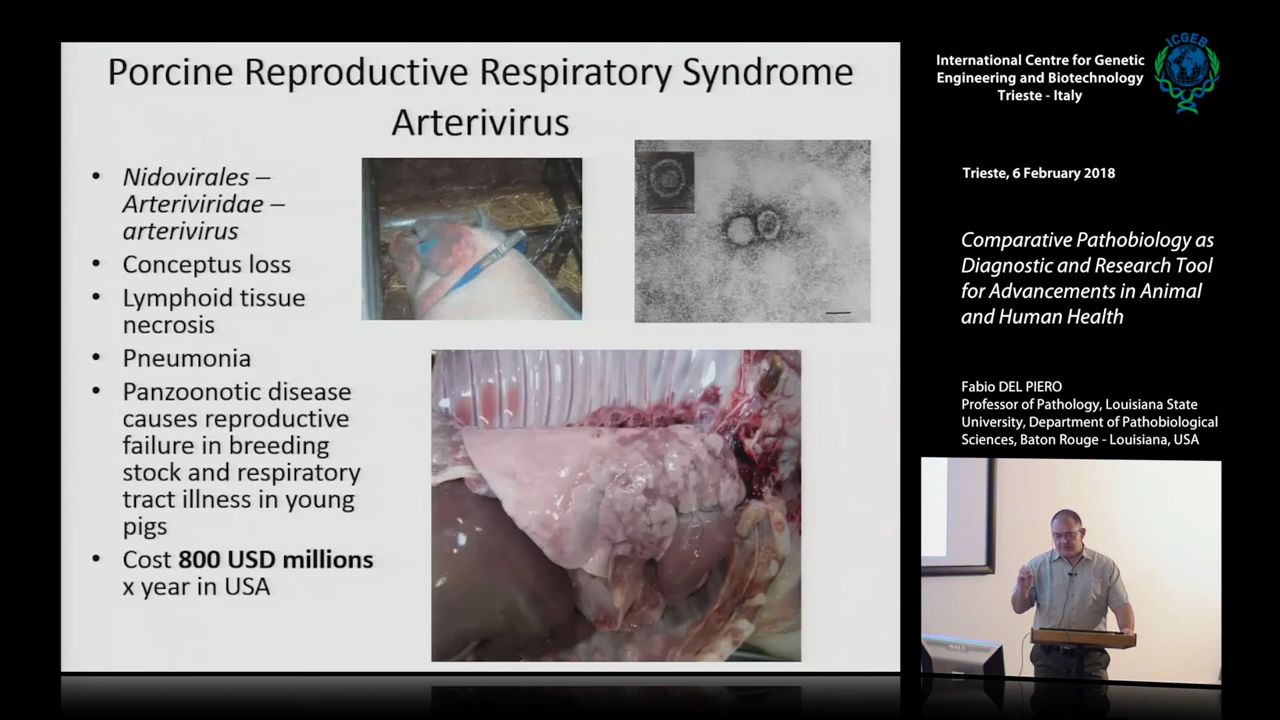 Porcine Reproductive Respiratory Syndrome
Arterivirus
• Nidovirales –
Arteriviridae –
arterivirus
• Conceptus loss
• Lymphoid tissue
necrosis
• Pneumonia
• Panzoonotic disease
causes reproductive
failure in breeding
stock and respiratory
tract illness in young
pigs
• Cost 800 USD millions
x year in USA
International Centre for Genetic
Engineering and Biotechnology
Trieste - Italy
ICGEB
Trieste, 6 February 2018
Comparative Pathobiology as
Diagnostic and Research Tool
for Advancements in Animal
and Human Health
Fabio DEL PIERO
Professor of Pathology, Louisiana State
University, Department of Pathobiological
Sciences, Baton Rouge - Louisiana, USA
DELL